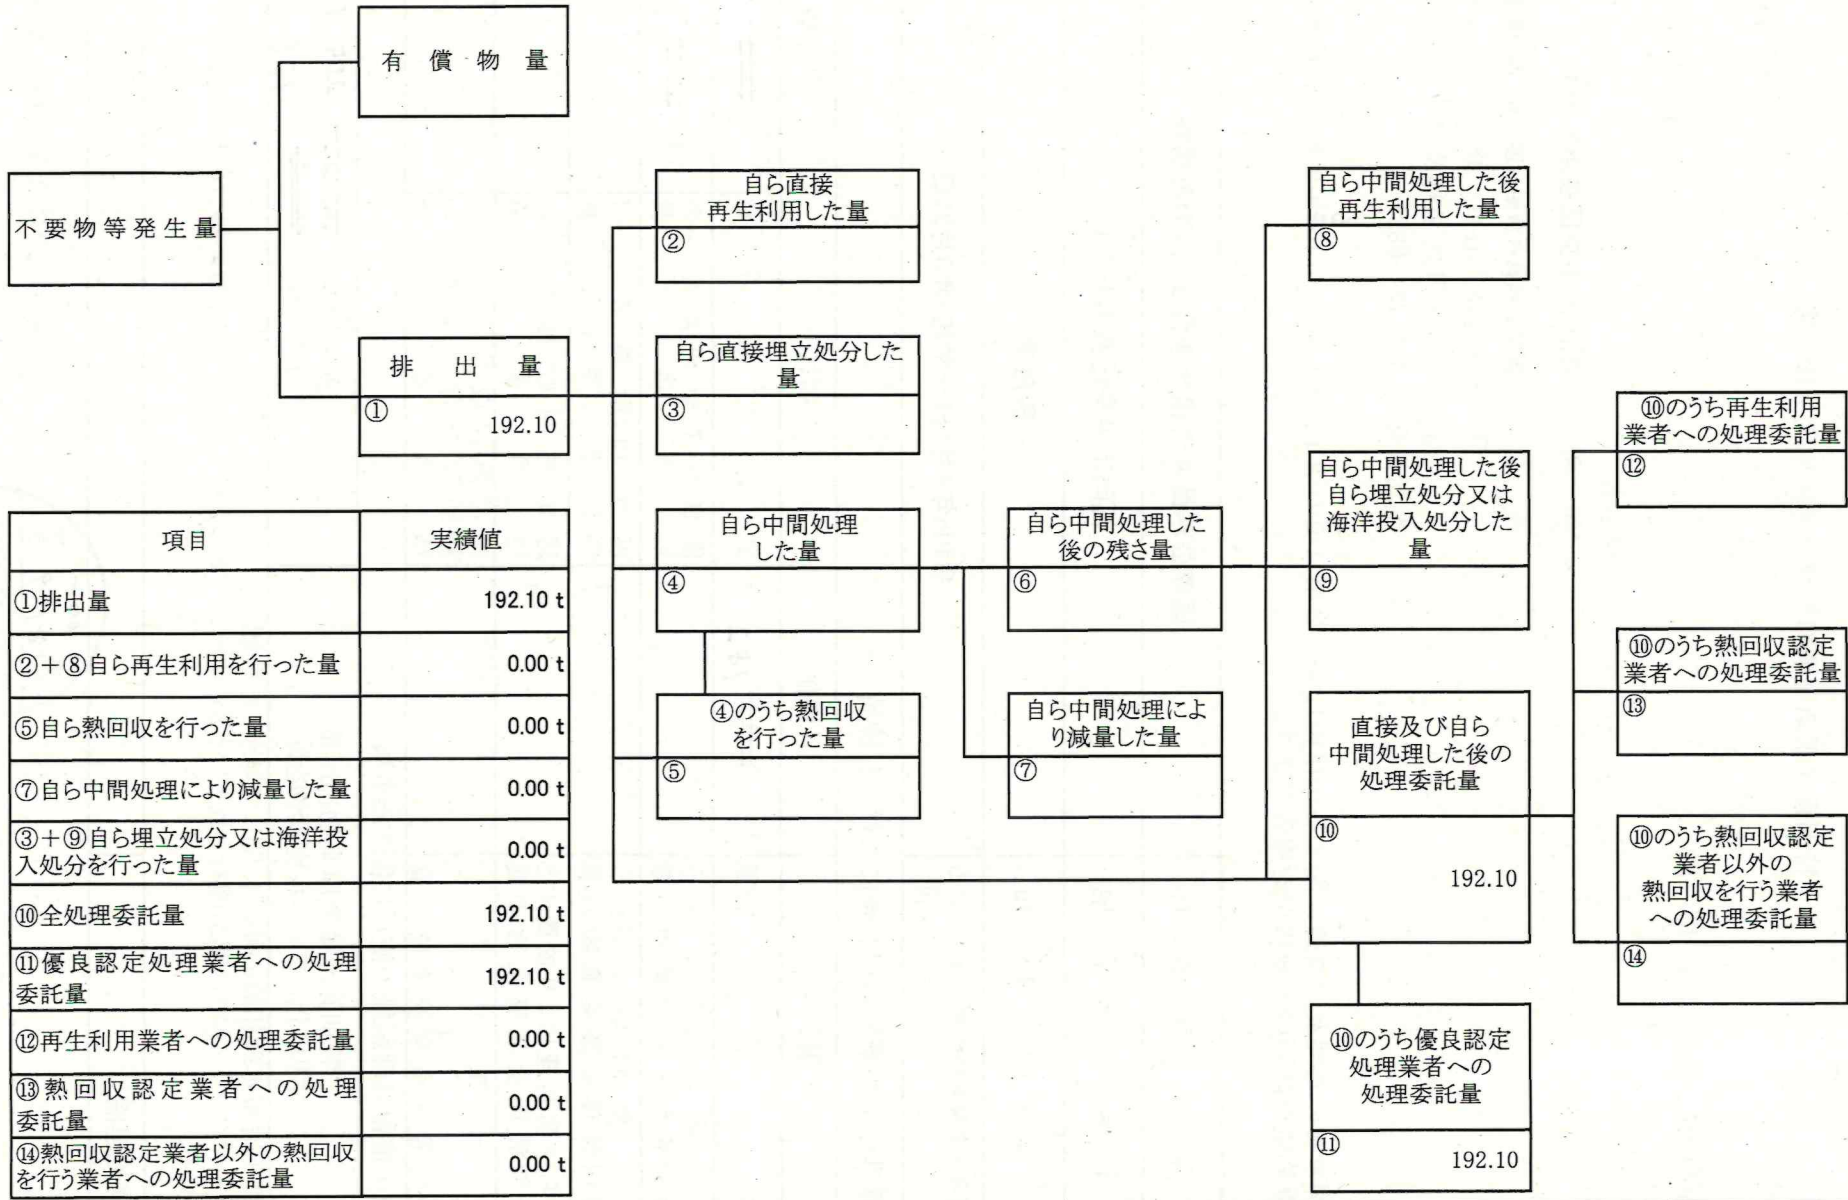 有償物量
不要物等発生量
排出量
①
192.10
自ら直接
再生利用した量
②
自ら直接埋立処分した
量
③
自ら中間処理
した量
④
④のうち熱回収
を行った量
⑤
自ら中間処理した
後の残さ量
⑥
自ら中間処理によ
り減量した量
⑦
自ら中間処理した後
再生利用した量
⑧
自ら中間処理した後
自ら埋立処分又は
海洋投入処分した
量
⑨
直接及び自ら
中間処理した後の
処理委託量
⑩
192.10
⑩のうち優良認定
処理業者への
処理委託量
⑪
192.10
⑩のうち再生利用
業者への処理委託量
⑫
⑩のうち熱回収認定
業者への処理委託量
⑬
⑩のうち熱回収認定
業者以外の
熱回収を行う業者
への処理委託量
⑭
項目 実績値
①排出量 192.10 t
②＋⑧自ら再生利用を行った量 0.00 t
⑤自ら熱回収を行った量 0.00 t
⑦自ら中間処理により減量した量 0.00 t
③＋⑨自ら埋立処分又は海洋投
入処分を行った量 0.00 t
⑩全処理委託量 192.10 t
⑪優良認定処理業者への処理
委託量 192.10 t
⑫再生利用業者への処理委託量 0.00 t
⑬熱回収認定業者への処理
委託量 0.00 t
⑭熱回収認定業者以外の熱回収
を行う業者への処理委託量 0.00 t